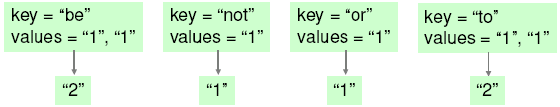 key = “be”
values = “1”, “1”
“2”
key = “not”
values = “1”
“1”
key = “or”
values = “1”
“1”
key = “to”
values = “1”, “1”
“2”